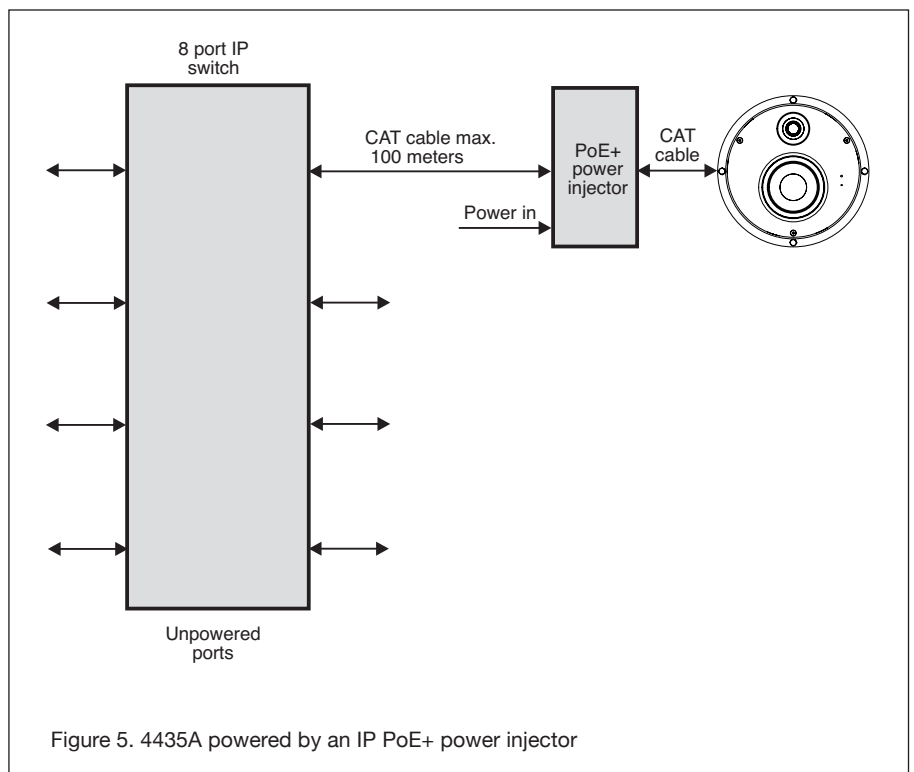 8 port IP
switch
CAT cable max.
100 meters
PoE+
power
injector
CAT
cable
Power in
Unpowered
ports
Figure 5. 4435A powered by an IP PoE+ power injector